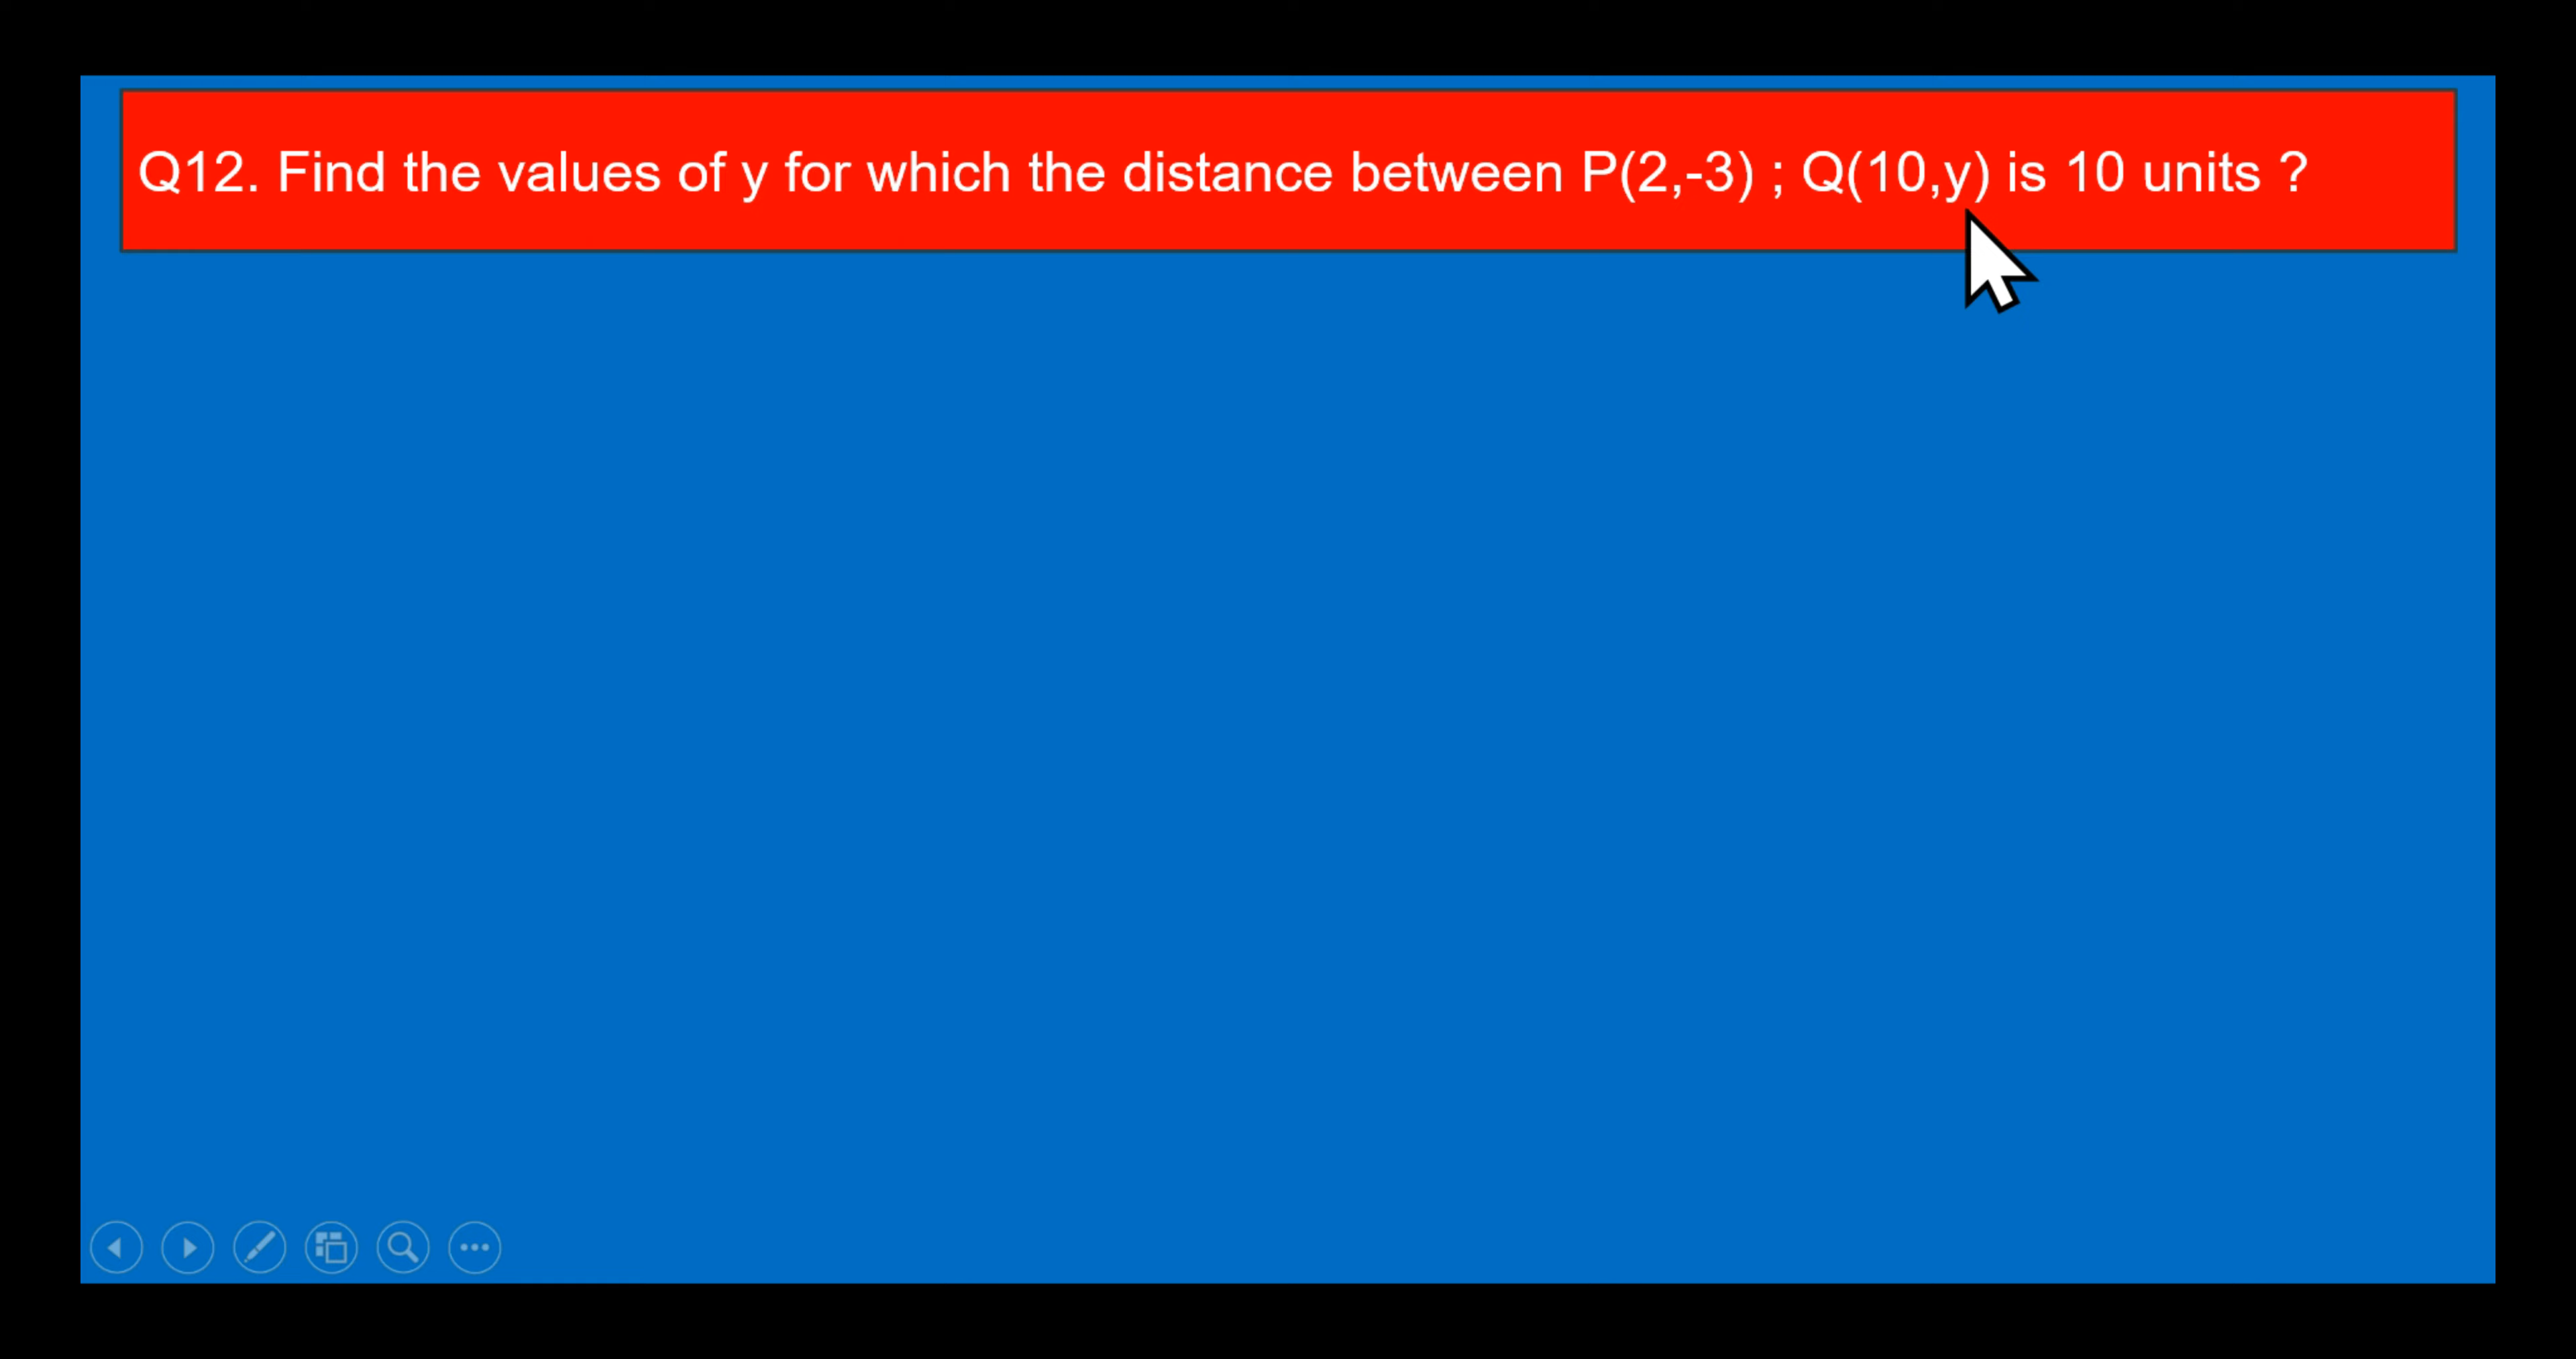 Q12. Find the values of y for which the distance between P(2,-3) ; Q(10,y) is 10 units ?